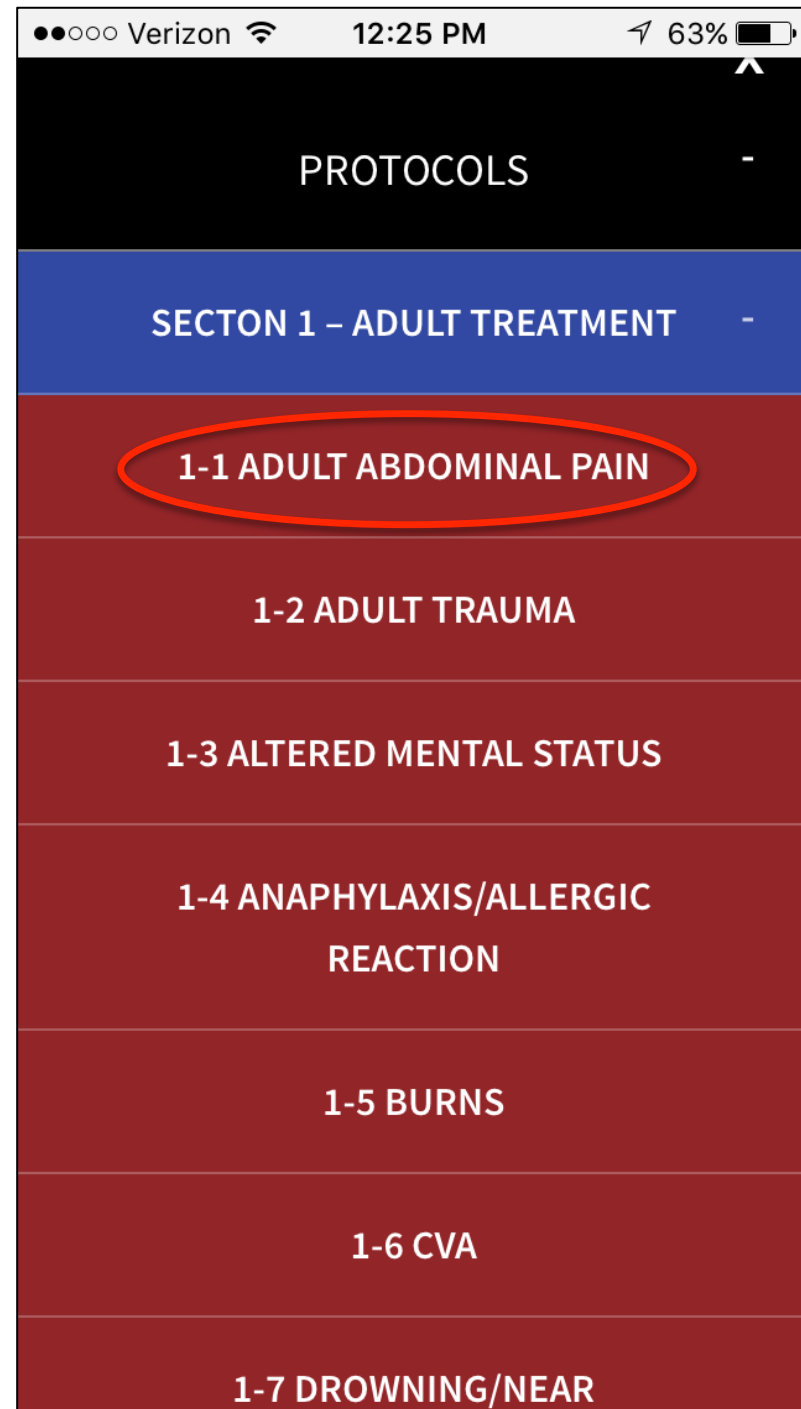 ●●○○○ Verizon 12:25 PM 63%
PROTOCOLS -
SECTON 1 – ADULT TREATMENT -
1-1 ADULT ABDOMINAL PAIN
1-2 ADULT TRAUMA
1-3 ALTERED MENTAL STATUS
1-4 ANAPHYLAXIS/ALLERGIC
REACTION
1-5 BURNS
1-6 CVA
1-7 DROWNING/NEAR